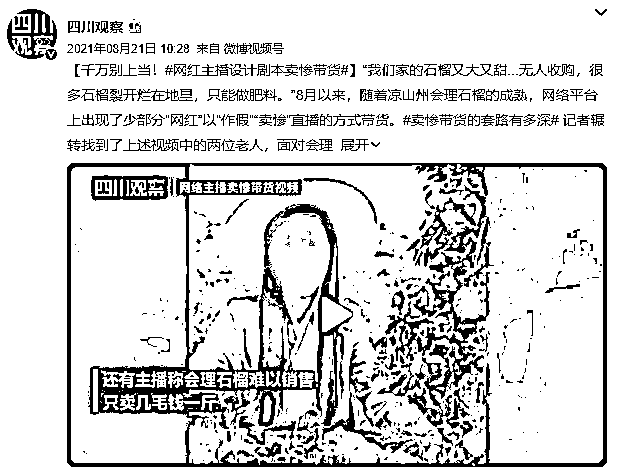 四川观察
四川
观察
2021年08月21日 10:28 来自 微博视频号
【千万别上当！#网红主播设计剧本卖惨带货#】“我们家的石榴又大又甜...无人收购，很
多石榴裂开烂在地里，只能做肥料。”8月以来，随着凉山州会理石榴的成熟，网络平台
上出现了少部分“网红”以“作假”“卖惨”直播的方式带货。#卖惨带货的套路有多深# 记者辗
转找到了上述视频中的两位老人，面对会理 展开
四川观察 网络主播卖惨带货视频
还有主播称会理石榴难以销售
只卖几毛钱一斤